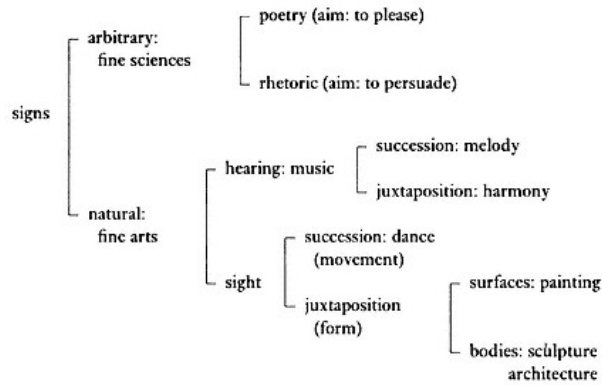 poetry (aim: to please)
arbitrary:
fine sciences
rhetoric (aim: to persuade)
signs
succession: melody
hearing: music
juxtaposition: harmony
natural:
fine arts
succession: dance
(movement)
sight
surfaces: painting
juxtaposition
(form)
bodies: sculpture
architecture